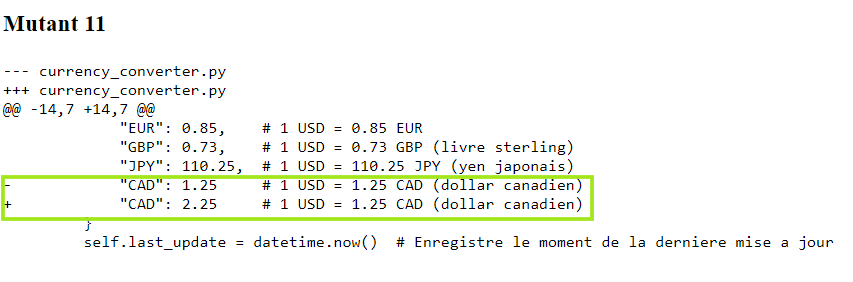 Mutant 11
--- currency_converter.py
+++ currency_converter.py
@@ -14,7 +14,7 @@
             "EUR": 0.85,    # 1 USD = 0.85 EUR
             "GBP": 0.73,    # 1 USD = 0.73 GBP (livre sterling)
             "JPY": 110.25,  # 1 USD = 110.25 JPY (yen japonais)
-            "CAD": 1.25     # 1 USD = 1.25 CAD (dollar canadien)
+            "CAD": 2.25     # 1 USD = 1.25 CAD (dollar canadien)
         }
         self.last_update = datetime.now()  # Enregistre le moment de la derniere mise a jour